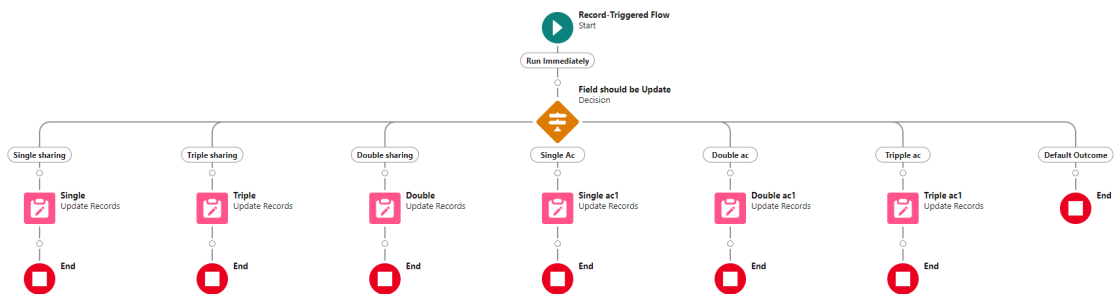 Record-Triggered Flow
Start
Run Immediately
Field should be Update
Decision
Single sharing
Triple sharing
Double sharing
Single Ac
Double ac
Tripple ac
Default Outcome
Single
Update Records
Triple
Update Records
Double
Update Records
Single ac1
Update Records
Double ac1
Update Records
Triple ac1
Update Records
End
End
End
End
End
End
End